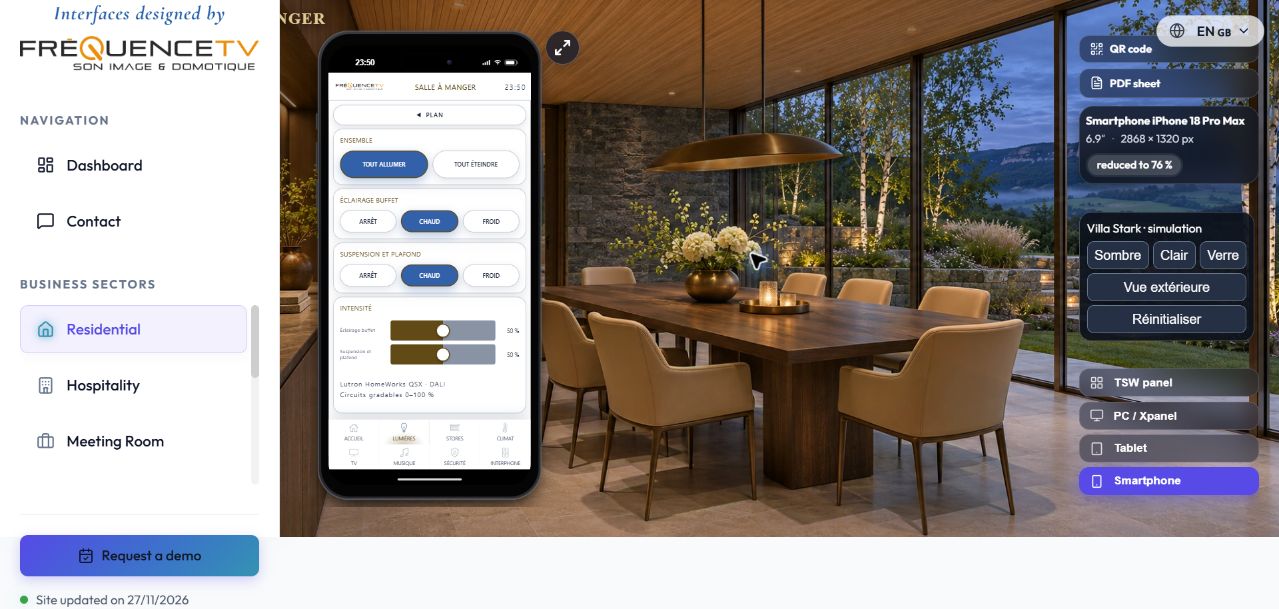 Interfaces designed by
FRÉQUENCETV
SON IMAGE & DOMOTIQUE
NAVIGATION
Dashboard
Contact
BUSINESS SECTORS
Residential
Hospitality
Meeting Room
Request a demo
Site updated on 27/11/2026
NGER
23:50
FRÉQUENCETV
SALLE À MANGER
23:50
◄ PLAN
ENSEMBLE
TOUT ALLUMER
TOUT ÉTEINDRE
ÉCLAIRAGE BUFFET
ARRÊT
CHAUD
FROID
SUSPENSION ET PLAFOND
ARRÊT
CHAUD
FROID
INTENSITÉ
Éclairage buffet
50 %
Suspension et
plafond
50 %
Lutron HomeWorks QSX · DALI
Circuits gradables 0–100 %
ACCUEIL
LUMIÈRES
STORES
CLIMAT
TV
MUSIQUE
SÉCURITÉ
INTERPHONE
EN GB
QR code
PDF sheet
Smartphone iPhone 18 Pro Max
6.9" · 2868 × 1320 px
reduced to 76 %
Villa Stark · simulation
Sombre
Clair
Verre
Vue extérieure
Réinitialiser
TSW panel
PC / Xpanel
Tablet
Smartphone